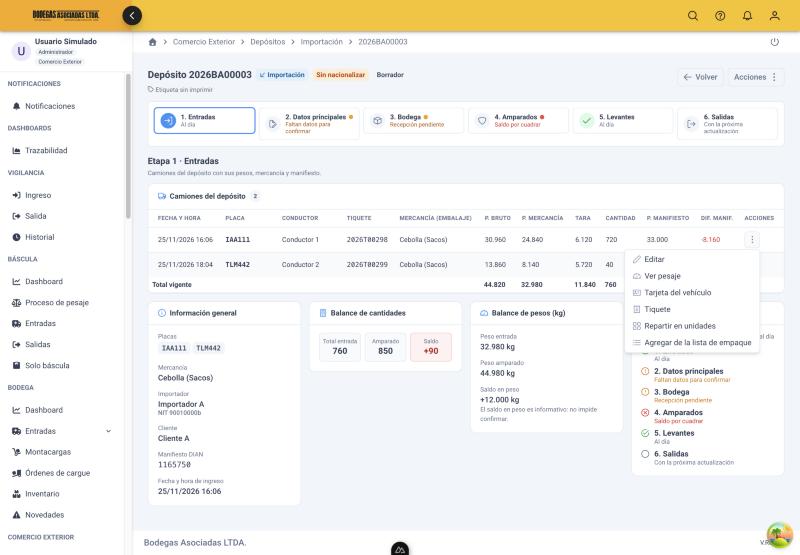 BODEGAS ASOCIADAS LTDA.
U
Usuario Simulado
Administrador
Comercio Exterior
NOTIFICACIONES
Notificaciones
DASHBOARDS
Trazabilidad
VIGILANCIA
Ingreso
Salida
Historial
BÁSCULA
Dashboard
Proceso de pesaje
Entradas
Salidas
Solo báscula
BODEGA
Dashboard
Entradas
Montacargas
Órdenes de cargue
Inventario
Novedades
COMERCIO EXTERIOR
Comercio Exterior > Depósitos > Importación > 2026BA00003
Depósito 2026BA00003 Importación Sin nacionalizar Borrador
Etiqueta sin imprimir
Volver
Acciones
1. Entradas
Al día
2. Datos principales
Faltan datos para
confirmar
3. Bodega
Recepción pendiente
4. Amparados
Saldo por cuadrar
5. Levantes
Al día
6. Salidas
Con la próxima
actualización
Etapa 1 · Entradas
Camiones del depósito con sus pesos, mercancía y manifiesto.
Camiones del depósito 2
FECHA Y HORA PLACA CONDUCTOR TIQUETE MERCANCÍA (EMBALAJE) P. BRUTO P. MERCANCÍA TARA CANTIDAD P. MANIFIESTO DIF. MANIF. ACCIONES
25/11/2026 16:06 IAA111 Conductor 1 2026T00298 Cebolla (Sacos) 30.960 24.840 6.120 720 33.000 -8.160
25/11/2026 18:04 TLM442 Conductor 2 2026T00299 Cebolla (Sacos) 13.860 8.140 5.720 40
Total vigente 44.820 32.980 11.840 760
Editar
Ver pesaje
Tarjeta del vehículo
Tiquete
Repartir en unidades
Agregar de la lista de empaque
Información general
Placas
IAA111 TLM442
Mercancía
Cebolla (Sacos)
Importador
Importador A
NIT 90010000b
Cliente
Cliente A
Manifiesto DIAN
1165750
Fecha y hora de ingreso
25/11/2026 16:06
Balance de cantidades
Total entrada
760
Amparado
850
Saldo
+90
Balance de pesos (kg)
Peso entrada
32.980 kg
Peso amparado
44.980 kg
Saldo en peso
+12.000 kg
El saldo en peso es informativo: no impide
confirmar.
al día
Al día
2. Datos principales
Faltan datos para confirmar
3. Bodega
Recepción pendiente
4. Amparados
Saldo por cuadrar
5. Levantes
Al día
6. Salidas
Con la próxima actualización
Bodegas Asociadas LTDA.